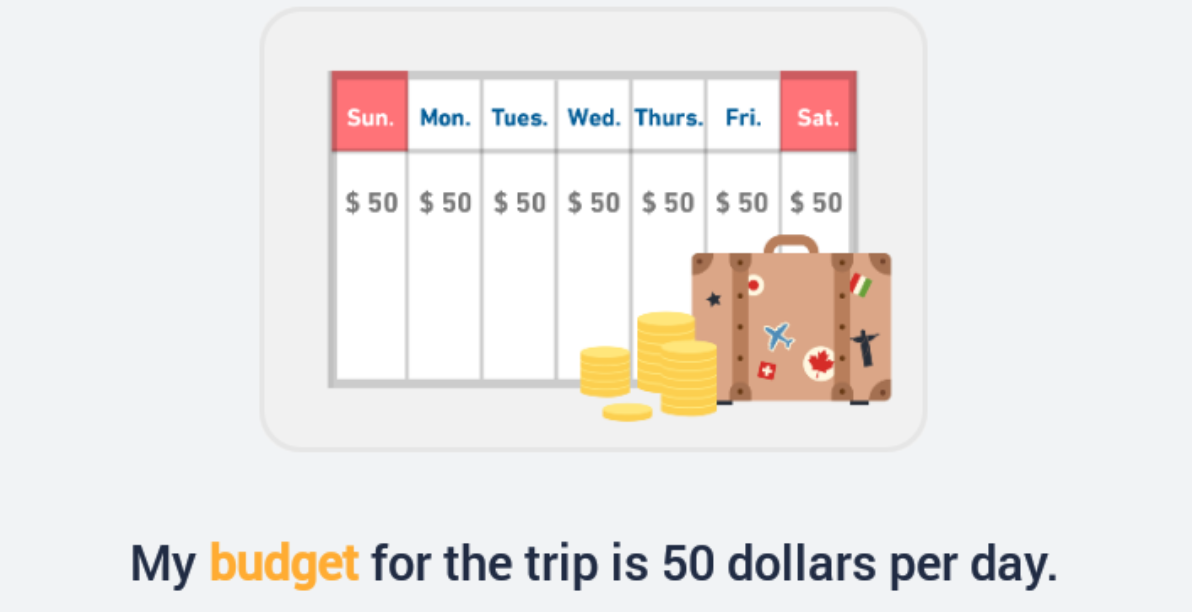 Sun. Mon. Tues. Wed. Thurs. Fri. Sat.
$ 50 $ 50 $ 50 $ 50 $ 50 $ 50 $ 50
My budget for the trip is 50 dollars per day.